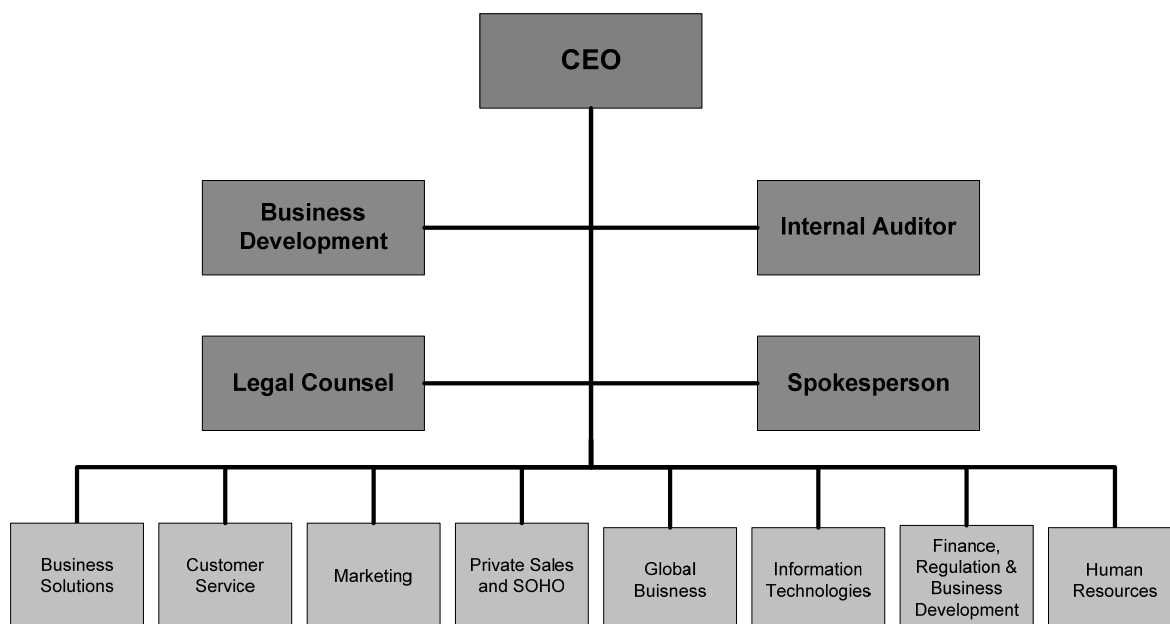 CEO
Business
Development
Internal Auditor
Legal Counsel
Spokesperson
Business
Solutions
Customer
Service
Marketing
Private Sales
and SOHO
Global
Buisness
Information
Technologies
Finance,
Regulation &
Business
Development
Human
Resources